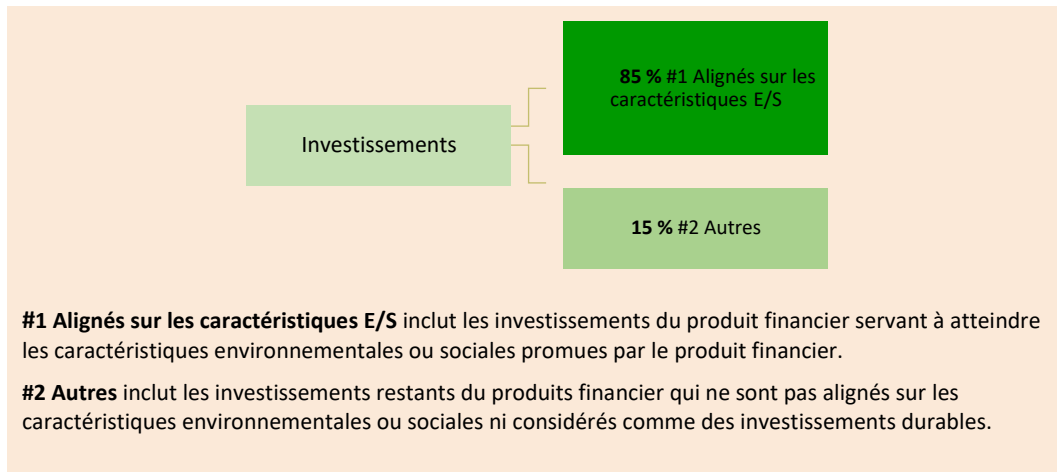 85 % #1 Alignés sur les
caractéristiques E/S
Investissements
15 % #2 Autres
#1 Alignés sur les caractéristiques E/S inclut les investissements du produit financier servant à atteindre
les caractéristiques environnementales ou sociales promues par le produit financier.
#2 Autres inclut les investissements restants du produits financier qui ne sont pas alignés sur les
caractéristiques environnementales ou sociales ni considérés comme des investissements durables.